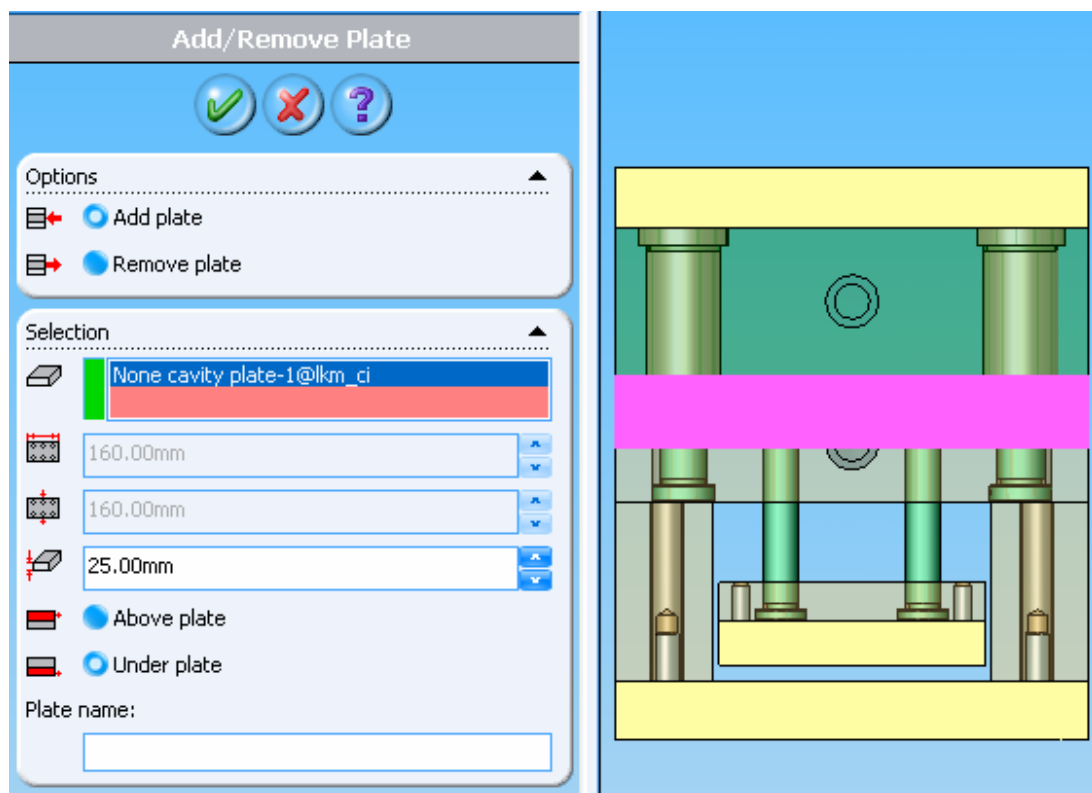 Add/Remove Plate
Options
Add plate
Remove plate
Selection
None cavity plate-1@lkm_ci
160.00mm
160.00mm
25.00mm
Above plate
Under plate
Plate name: